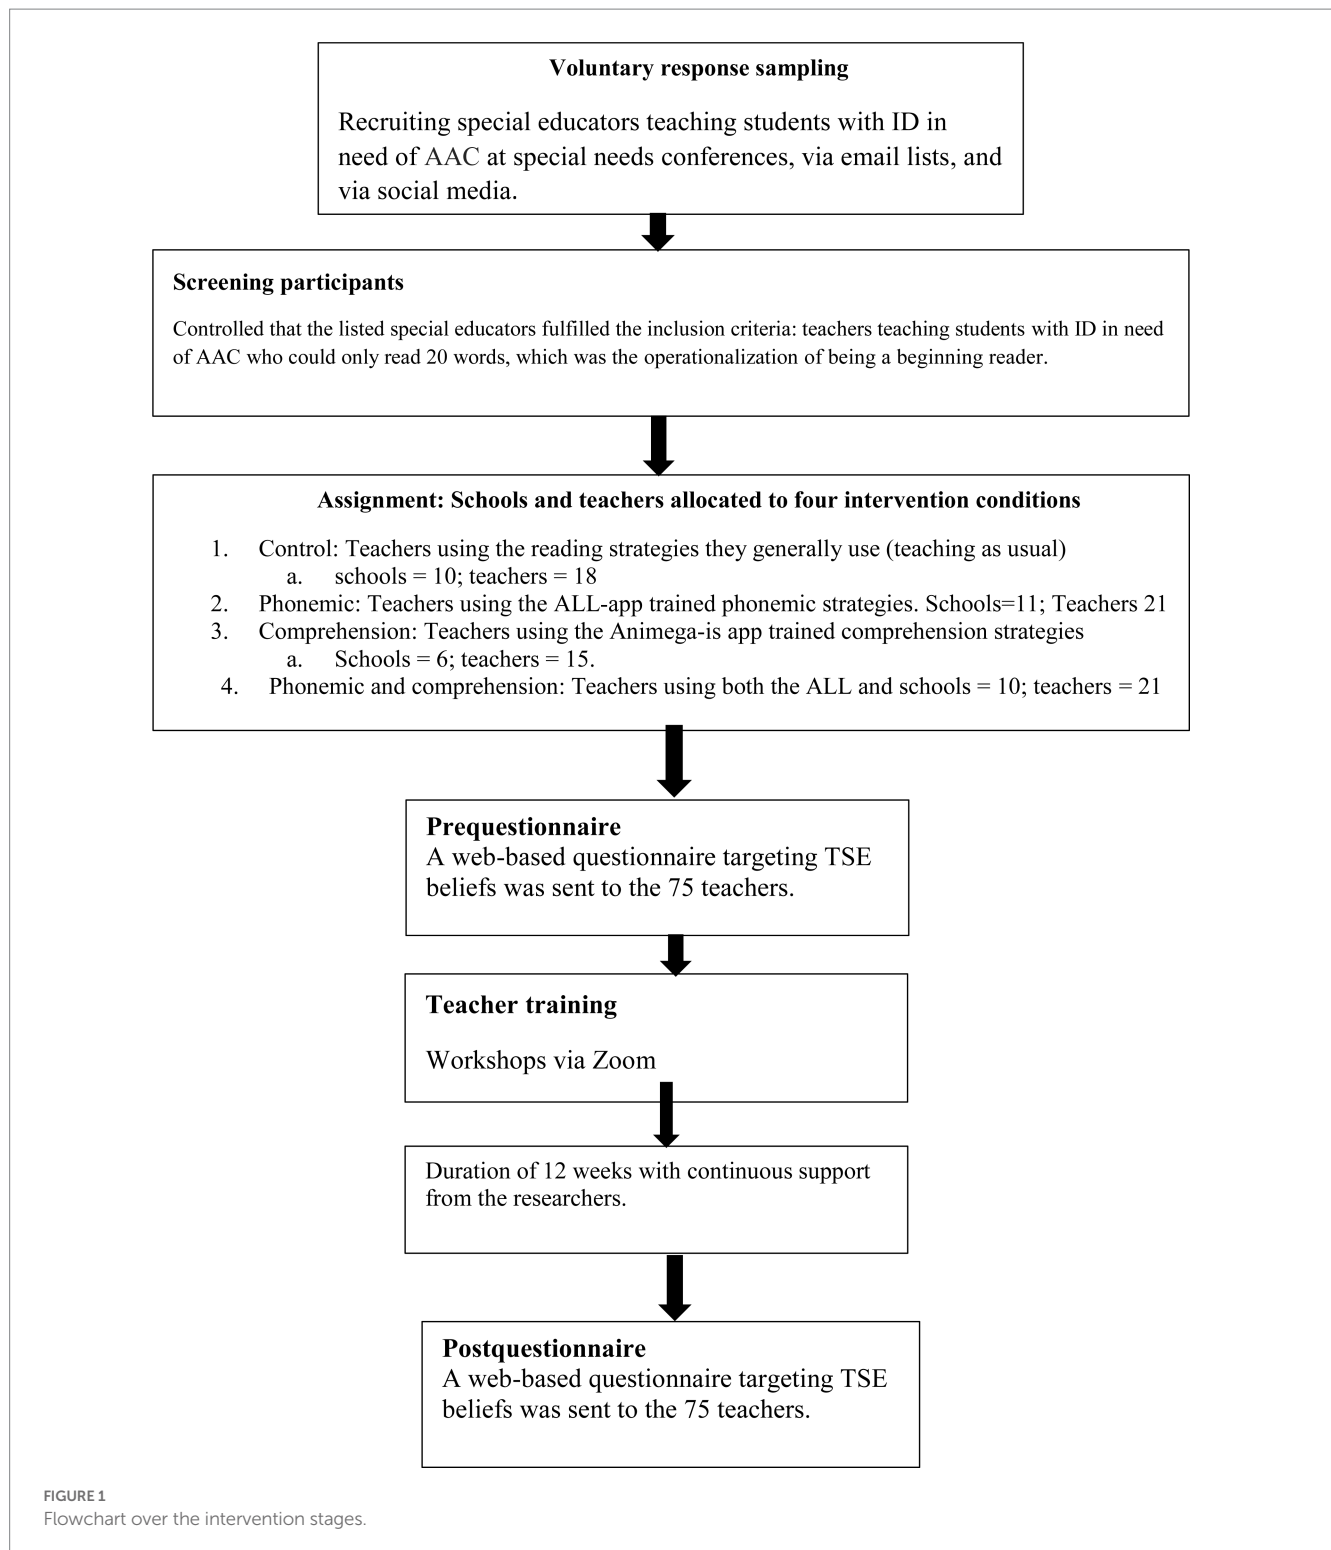 Voluntary response sampling
Recruiting special educators teaching students with ID in
need of AAC at special needs conferences, via email lists, and
via social media.
Screening participants
Controlled that the listed special educators fulfilled the inclusion criteria: teachers teaching students with ID in need
of AAC who could only read 20 words, which was the operationalization of being a beginning reader.
Assignment: Schools and teachers allocated to four intervention conditions
1. Control: Teachers using the reading strategies they generally use (teaching as usual)
a. schools = 10; teachers = 18
2. Phonemic: Teachers using the ALL-app trained phonemic strategies. Schools=11; Teachers 21
3. Comprehension: Teachers using the Animega-is app trained comprehension strategies
a. Schools = 6; teachers = 15.
4. Phonemic and comprehension: Teachers using both the ALL and schools = 10; teachers = 21
Prequestionnaire
A web-based questionnaire targeting TSE
beliefs was sent to the 75 teachers.
Teacher training
Workshops via Zoom
Duration of 12 weeks with continuous support
from the researchers.
Postquestionnaire
A web-based questionnaire targeting TSE
beliefs was sent to the 75 teachers.
FIGURE 1
Flowchart over the intervention stages.